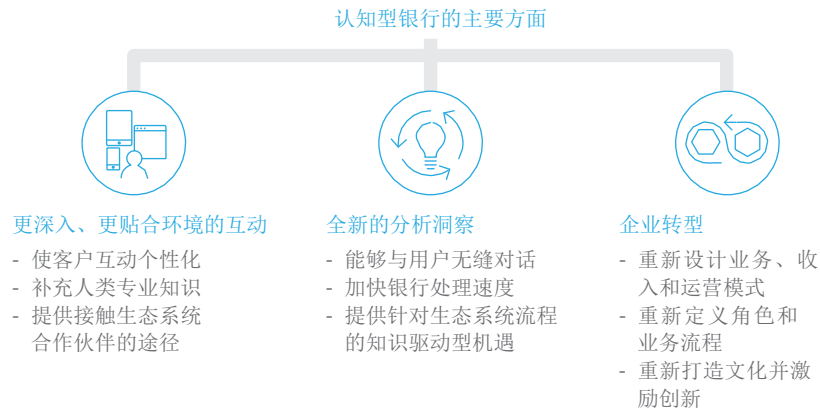 认知型银行的主要方面
更深入、更贴合环境的互动
- 使客户互动个性化
- 补充人类专业知识
- 提供接触生态系统
合作伙伴的途径
全新的分析洞察
- 能够与用户无缝对话
- 加快银行处理速度
- 提供针对生态系统流程
的知识驱动型机遇
企业转型
- 重新设计业务、收
入和运营模式
- 重新定义角色和
业务流程
- 重新打造文化并激
励创新